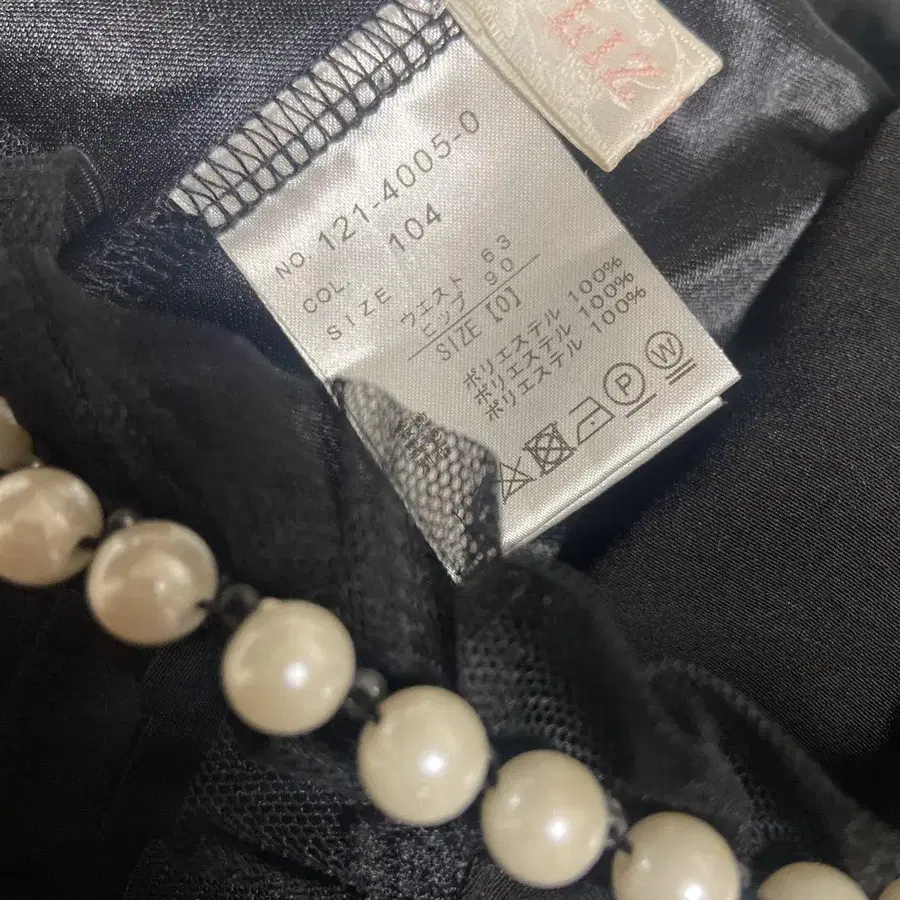 LIZ
NO. 121-4005-0
COL. 104
SIZE ウエスト 63
ヒップ 90
SIZE【0】
ポリエステル 100%
ポリエステル 100%
ポリエステル 100%
P
W